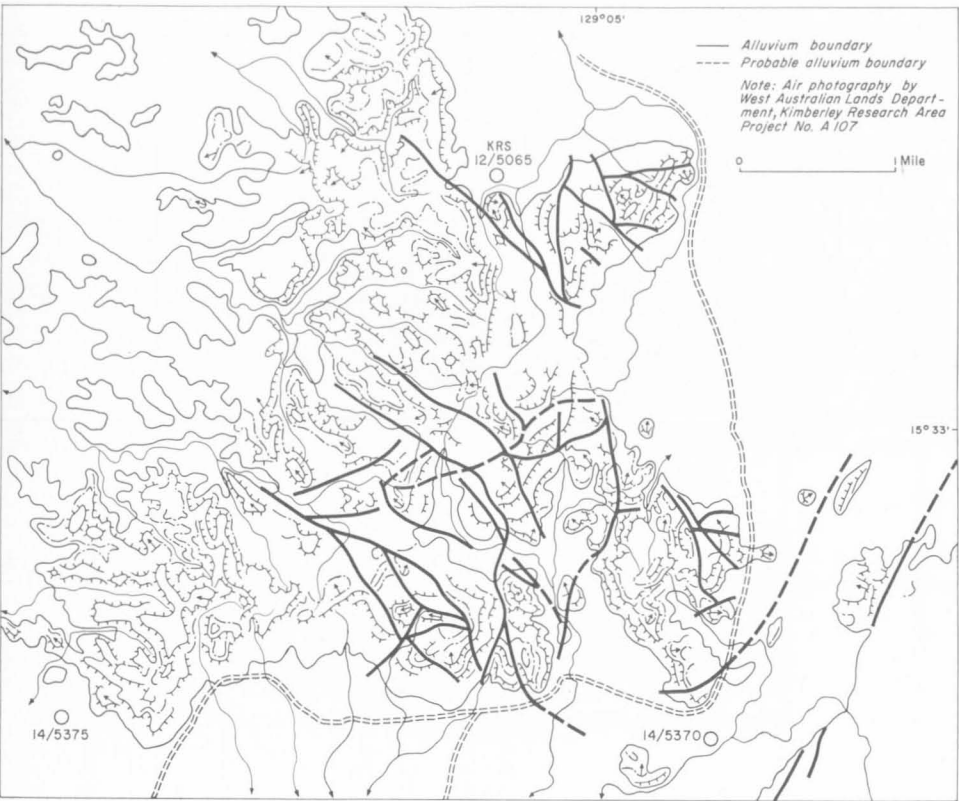 129°05'
Alluvium boundary
Probable alluvium boundary
Note: Air photography by
West Australian Lands Depart-
ment, Kimberley Research Area
Project No. A107
0 1 Mile
KRS
12/5065
15°33'
14/5375
14/5370